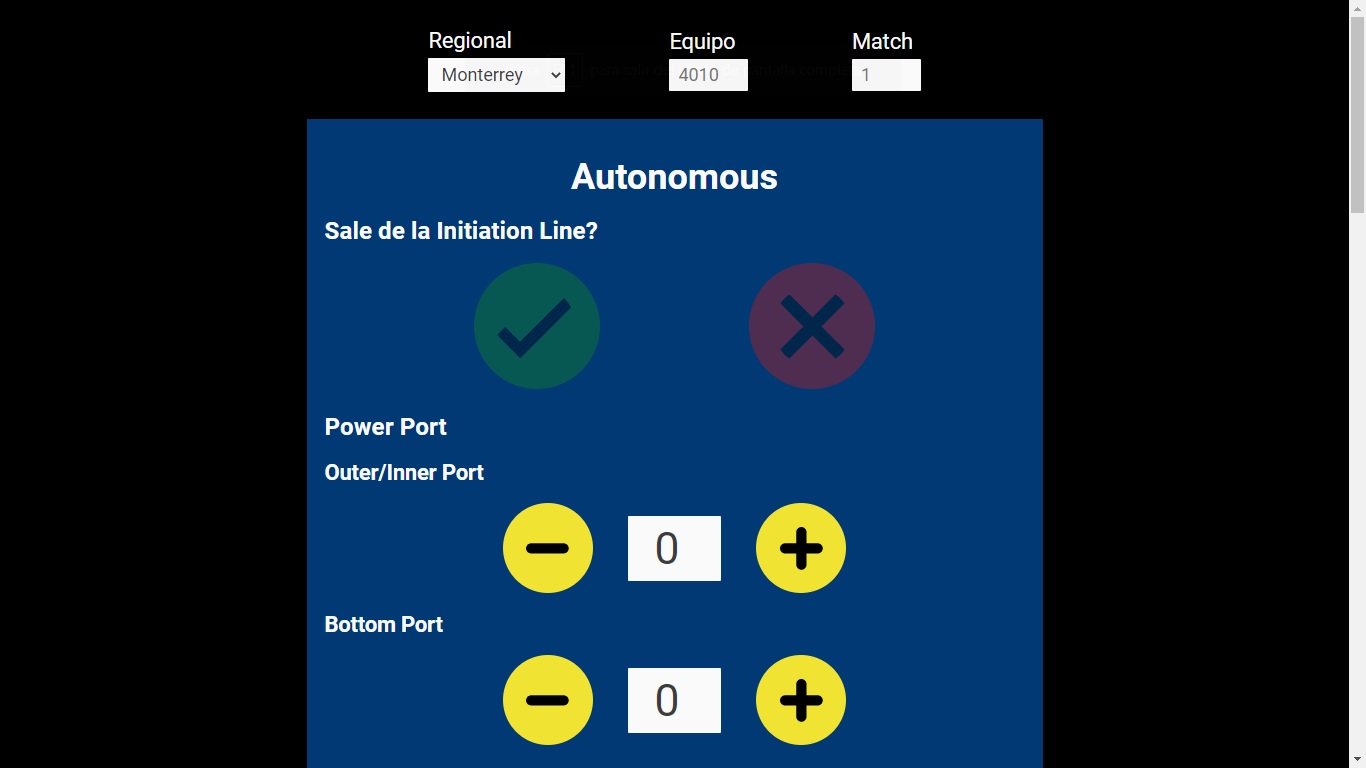 Regional Equipo Match
Monterrey 4010 1
Autonomous
Sale de la Initiation Line?
Power Port
Outer/Inner Port
0
Bottom Port
0